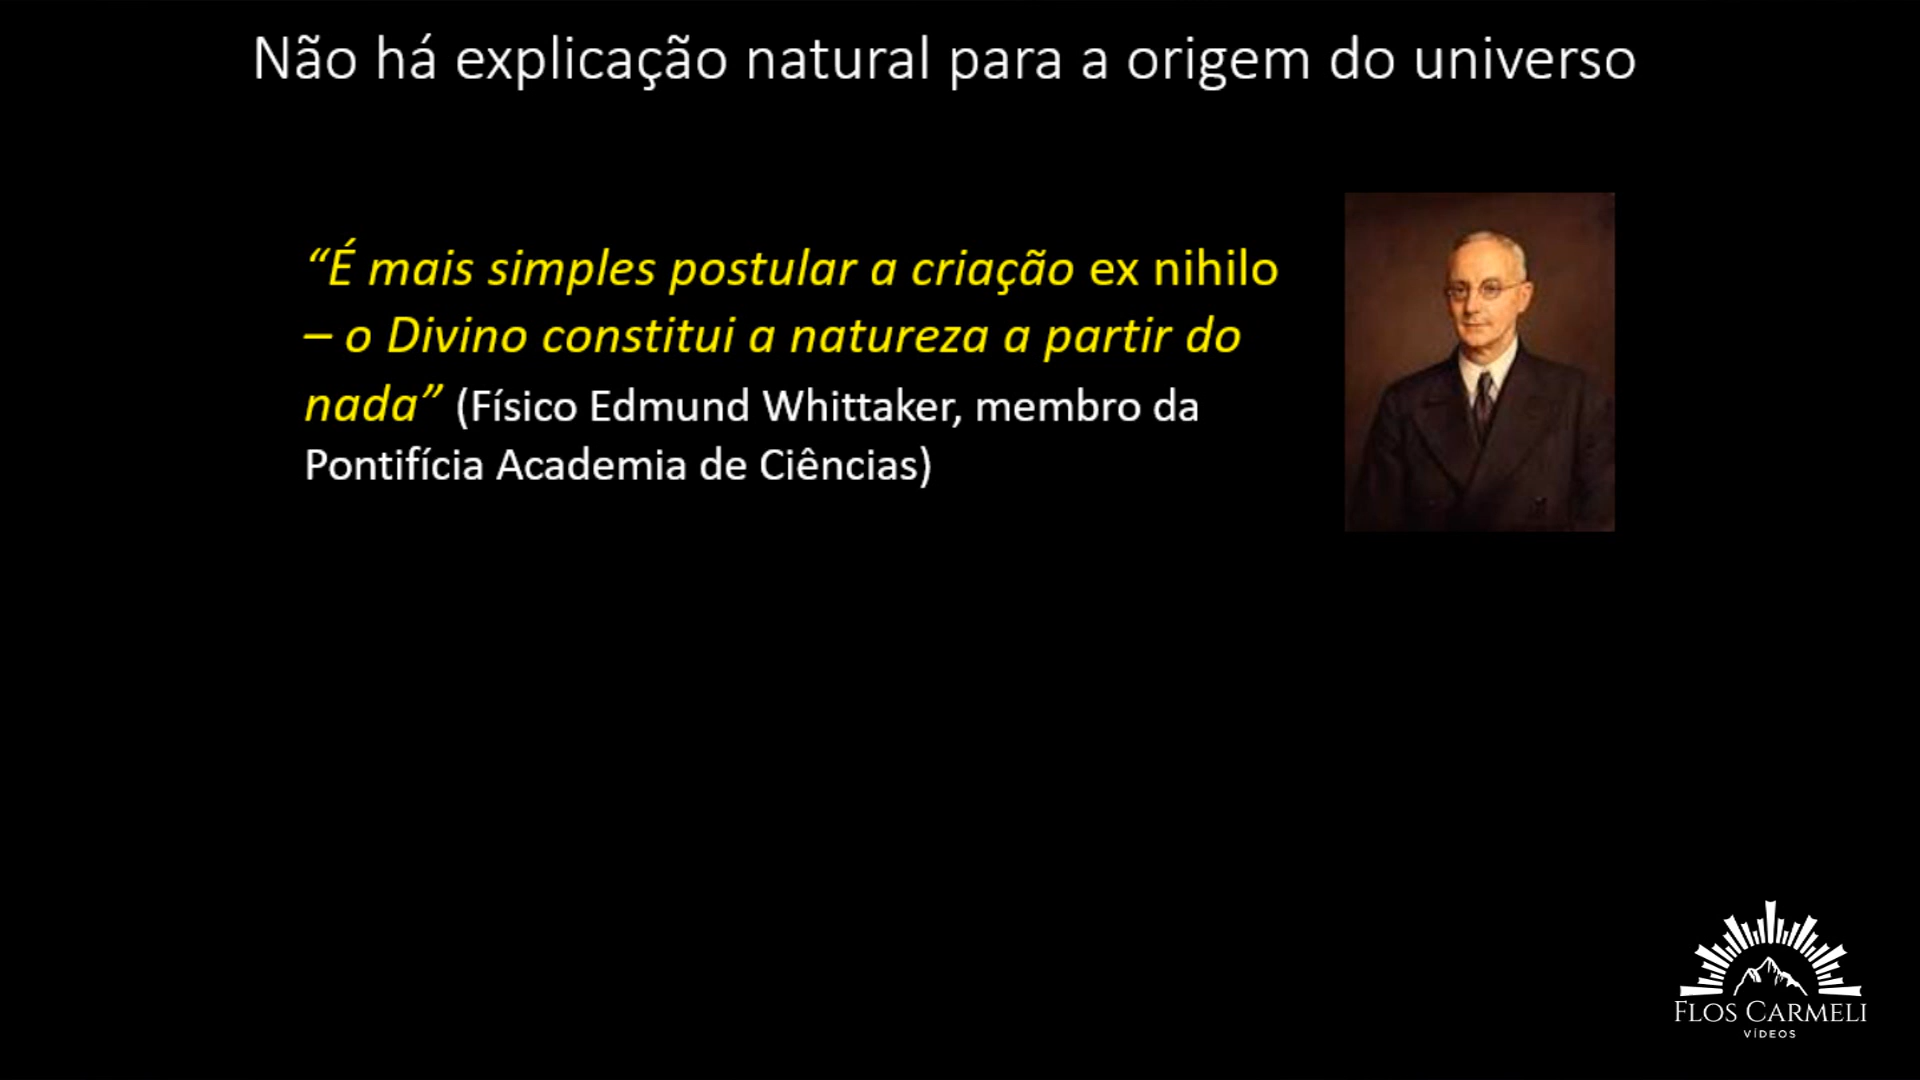 Não há explicação natural para a origem do universo
“É mais simples postular a criação ex nihilo
– o Divino constitui a natureza a partir do
nada” (Físico Edmund Whittaker, membro da
Pontifícia Academia de Ciências)
FLOS CARMELI
VÍDEOS